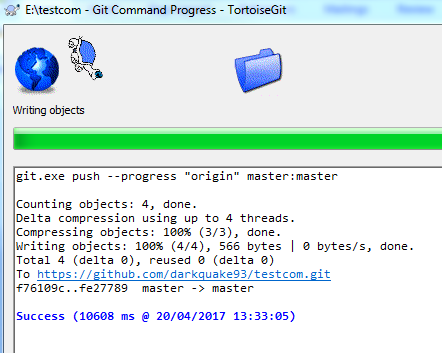 E:\testcom - Git Command Progress - TortoiseGit
Writing objects
git.exe push --progress "origin" master:master
Counting objects: 4, done.
Delta compression using up to 4 threads.
Compressing objects: 100% (3/3), done.
Writing objects: 100% (4/4), 566 bytes | 0 bytes/s, done.
Total 4 (delta 0), reused 0 (delta 0)
To https://github.com/darkquake93/testcom.git
f76109c..fe27789  master -> master
Success (10608 ms @ 20/04/2017 13:33:05)